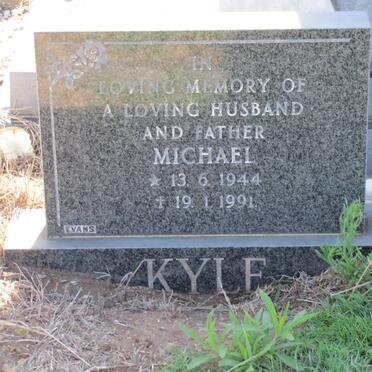 IN
LOVING MEMORY OF
A LOVING HUSBAND
AND FATHER
MICHAEL
* 13.6.1944
† 19.1.1991
EVANS
KYLE